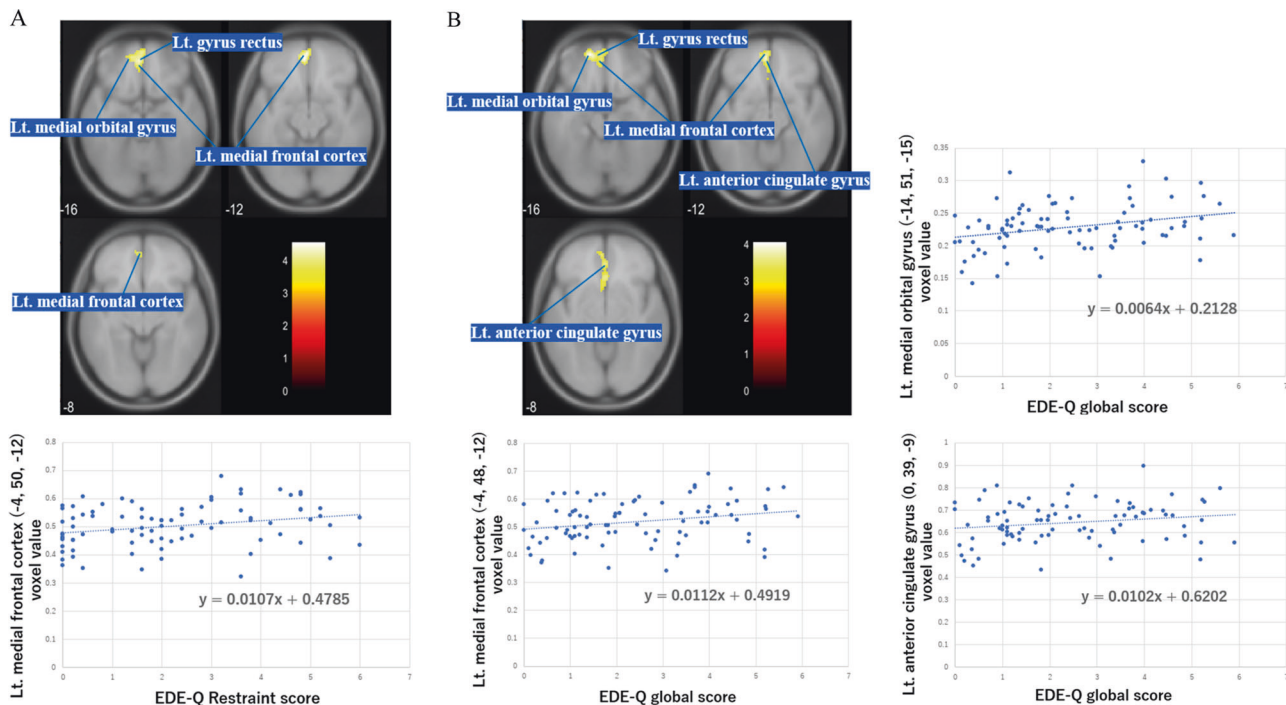 A
Lt. gyrus rectus
Lt. medial orbital gyrus
Lt. medial frontal cortex
-16
-12
Lt. medial frontal cortex
-8
4
3
2
1
0
Lt. medial frontal cortex (-4, 50, -12)
voxel value
0.8
0.7
0.6
0.5
0.4
0.3
0.2
0.1
0
y = 0.0107x + 0.4785
0 1 2 3 4 5 6 7
EDE-Q Restraint score
B
Lt. gyrus rectus
Lt. medial orbital gyrus
Lt. medial frontal cortex
Lt. anterior cingulate gyrus
-16
-12
Lt. anterior cingulate gyrus
-8
4
3
2
1
0
Lt. medial frontal cortex (-4, 48, -12)
voxel value
0.8
0.7
0.6
0.5
0.4
0.3
0.2
0.1
0
y = 0.0112x + 0.4919
0 1 2 3 4 5 6 7
EDE-Q global score
Lt. medial orbital gyrus (-14, 51, -15)
voxel value
0.35
0.3
0.25
0.2
0.15
0.1
0.05
0
y = 0.0064x + 0.2128
0 1 2 3 4 5 6 7
EDE-Q global score
Lt. anterior cingulate gyrus (0, 39, -9)
voxel value
1
0.9
0.8
0.7
0.6
0.5
0.4
0.3
0.2
0.1
0
y = 0.0102x + 0.6202
0 1 2 3 4 5 6 7
EDE-Q global score